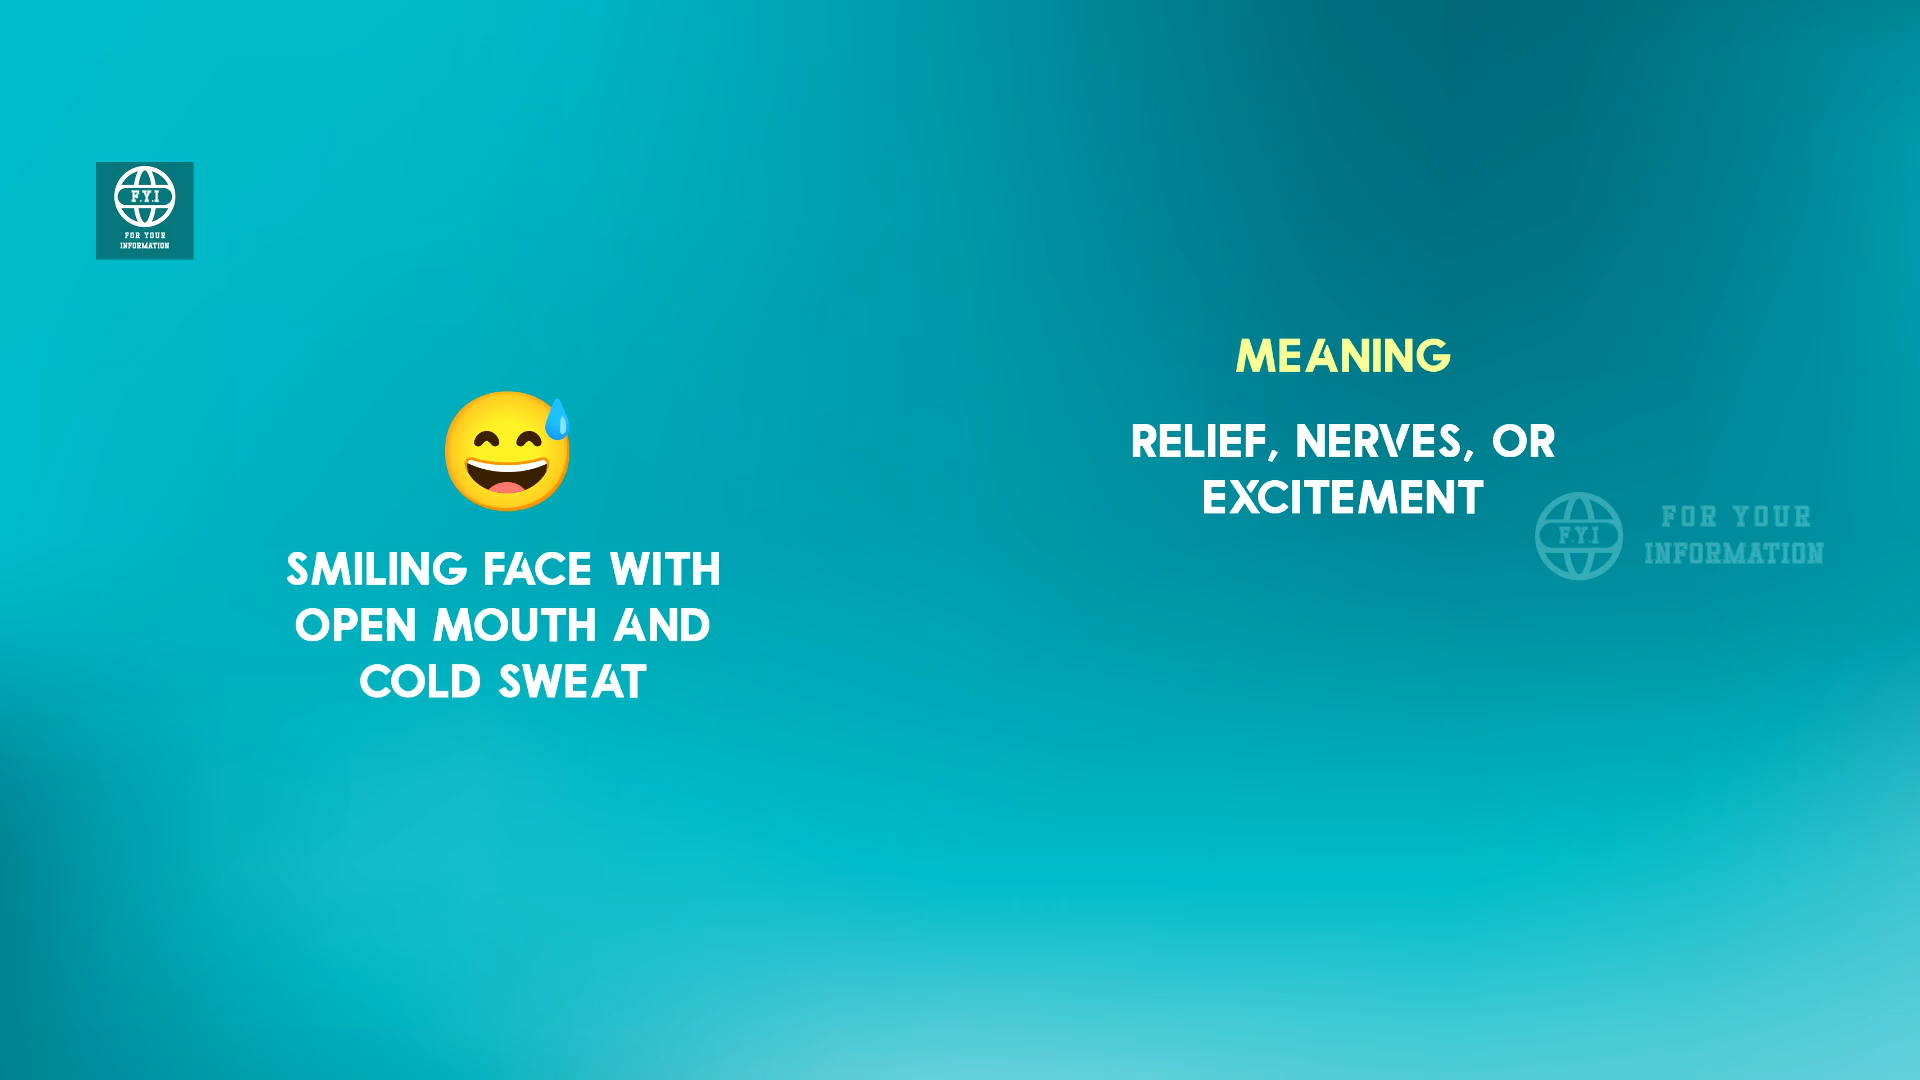 F.Y.I
FOR YOUR
INFORMATION
SMILING FACE WITH
OPEN MOUTH AND
COLD SWEAT
MEANING
RELIEF, NERVES, OR
EXCITEMENT
F.Y.I
FOR YOUR
INFORMATION